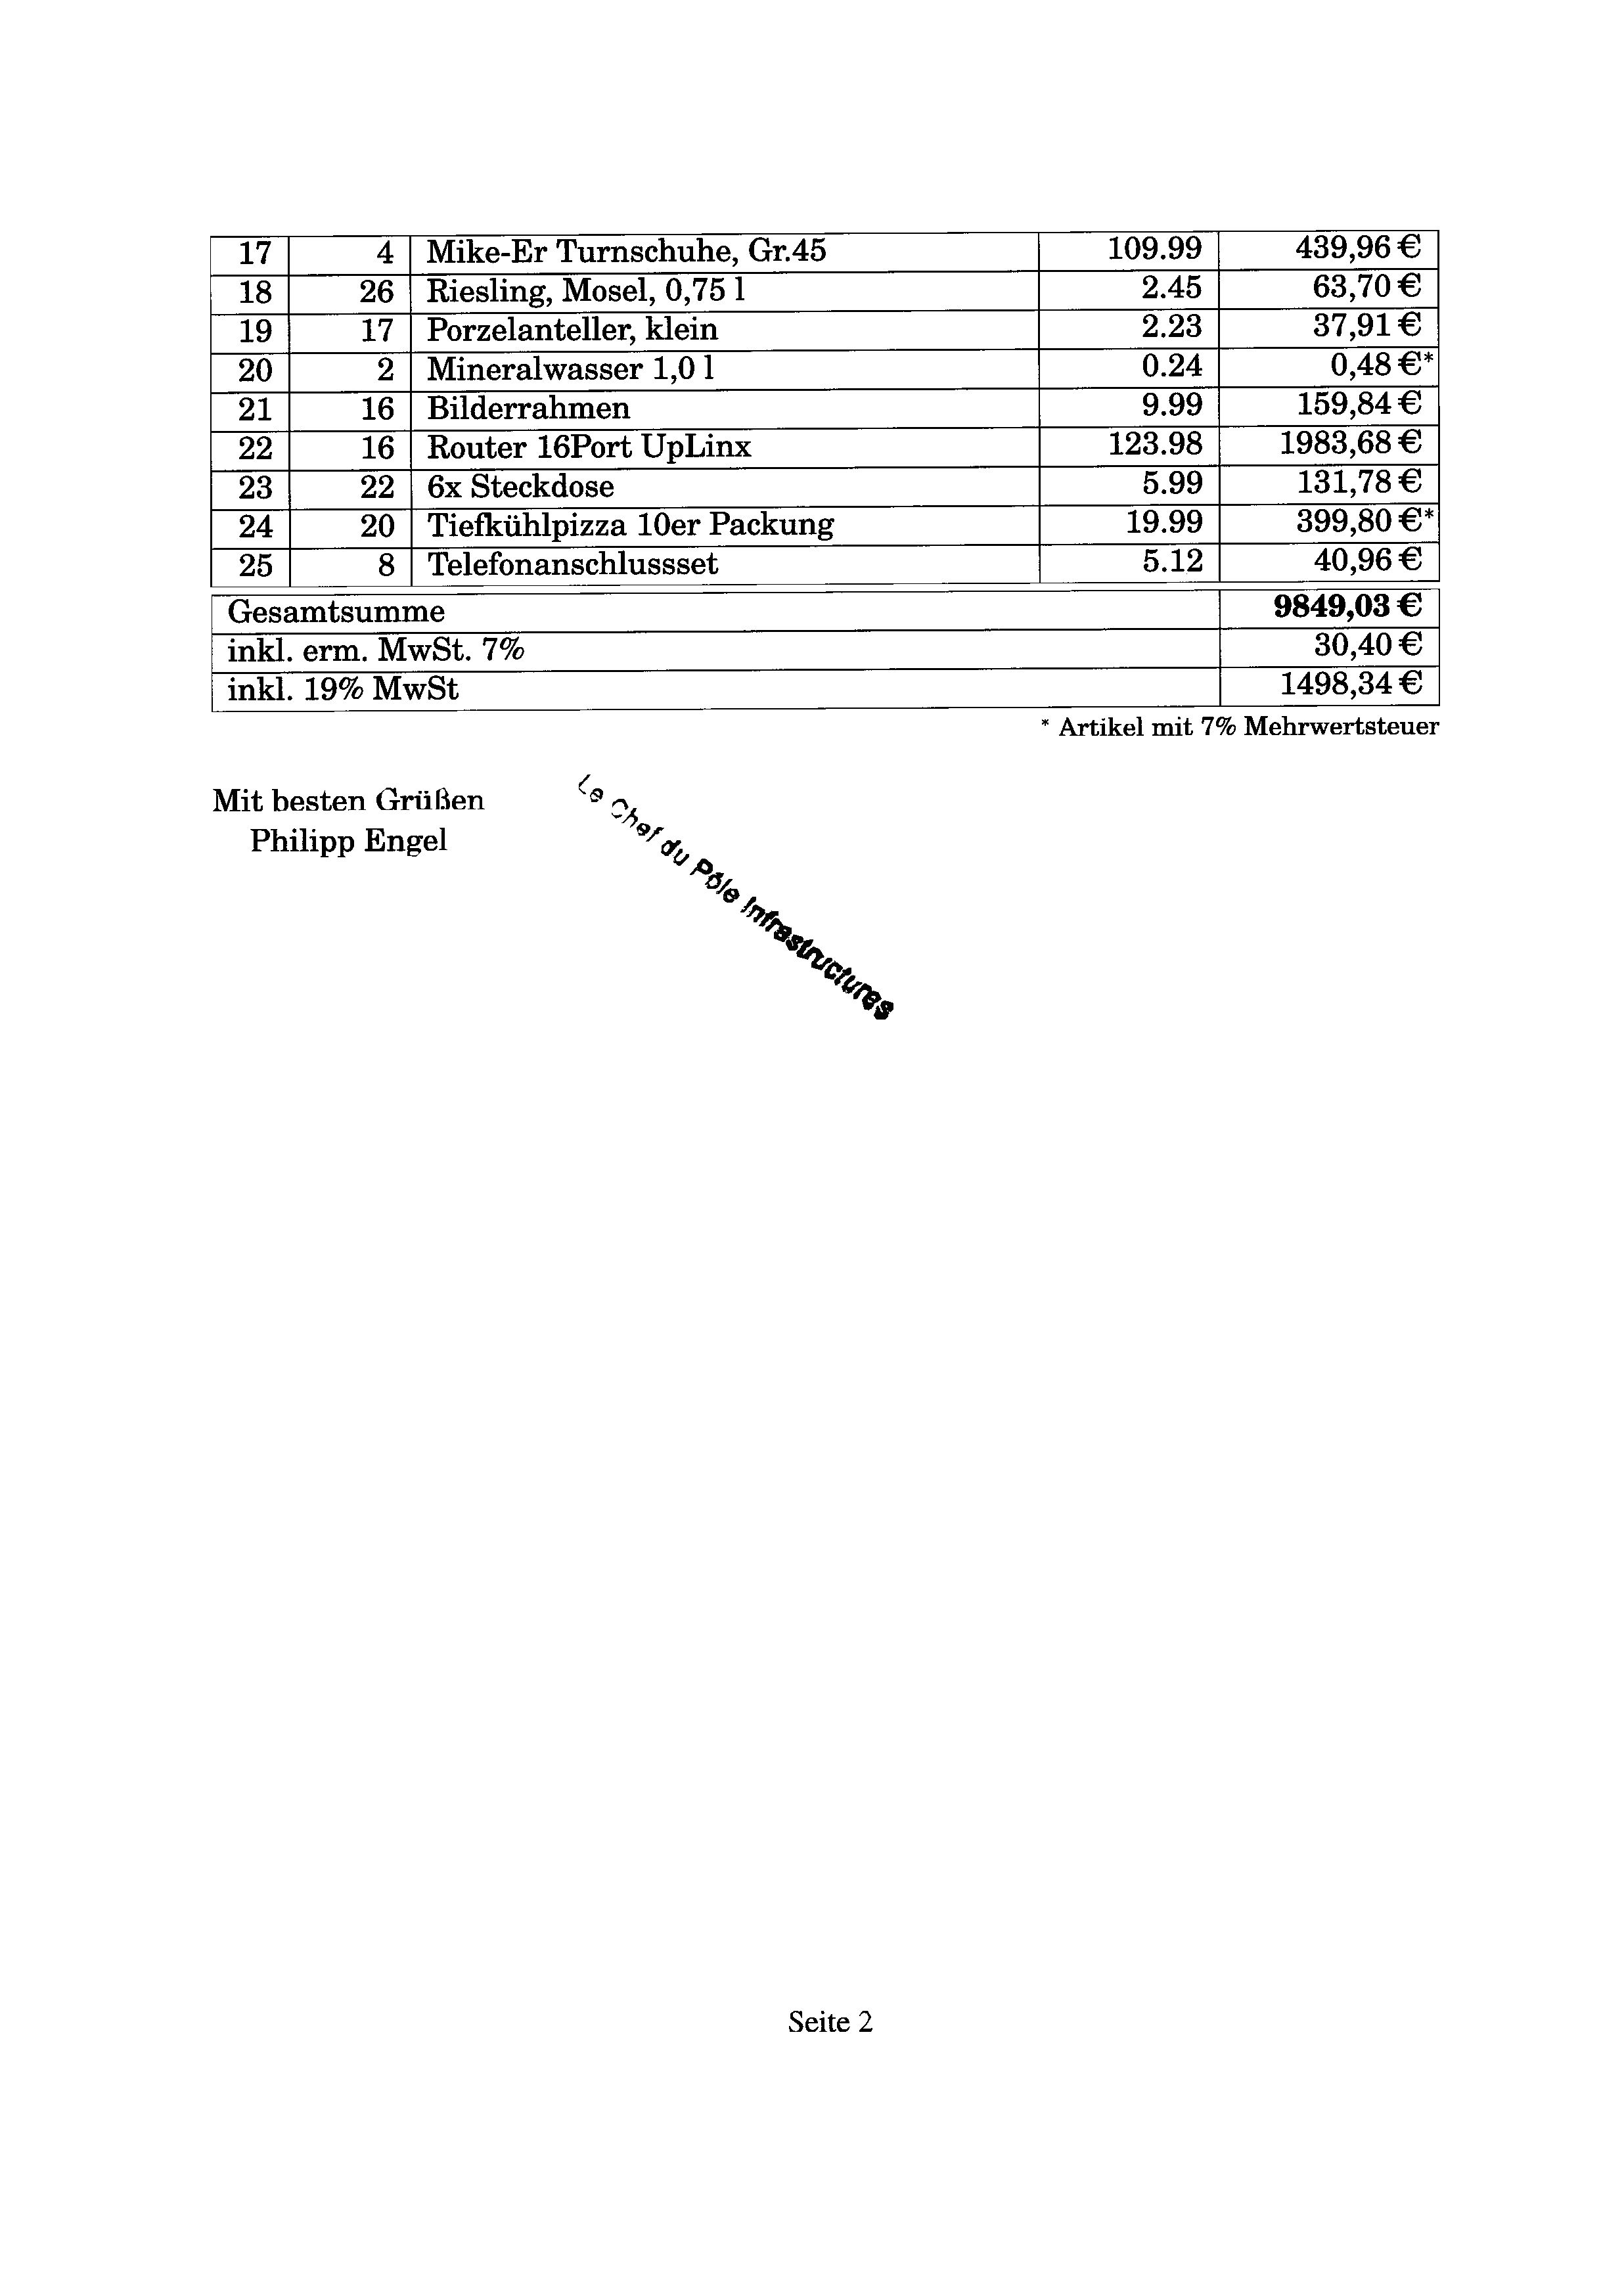 17 4 Mike-Er Turnschuhe, Gr.45 109.99 439,96 €
18 26 Riesling, Mosel, 0,75 l 2.45 63,70 €
19 17 Porzelanteller, klein 2.23 37,91 €
20 2 Mineralwasser 1,0 l 0.24 0,48 €*
21 16 Bilderrahmen 9.99 159,84 €
22 16 Router 16Port UpLinx 123.98 1983,68 €
23 22 6x Steckdose 5.99 131,78 €
24 20 Tiefkühlpizza 10er Packung 19.99 399,80 €*
25 8 Telefonanschlussset 5.12 40,96 €
Gesamtsumme 9849,03 €
inkl. erm. MwSt. 7% 30,40 €
inkl. 19% MwSt 1498,34 €
* Artikel mit 7% Mehrwertsteuer
Mit besten Grüßen
Philipp Engel
Le Chef du Pôle Infrastructures
Seite 2